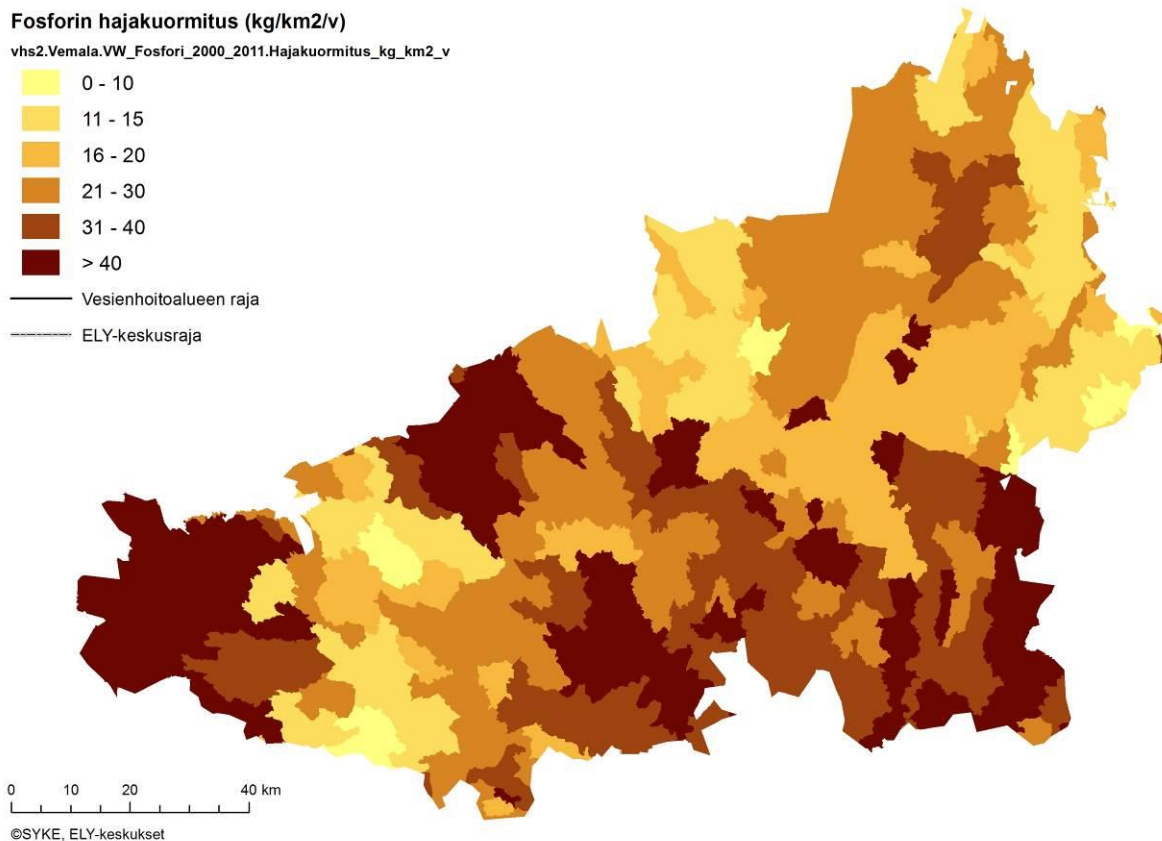 Fosforin hajakuormitus (kg/km2/v)
vhs2.Vemala.VW_Fosfori_2000_2011.Hajakuormitus_kg_km2_v
0 - 10
11 - 15
16 - 20
21 - 30
31 - 40
> 40
Vesienhoitoalueen raja
ELY-keskusraja
0 10 20 40 km
©SYKE, ELY-keskukset